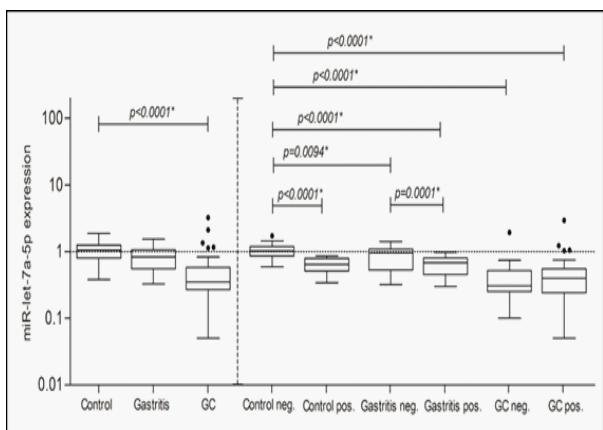 p<0.0001*
p<0.0001*
p<0.0001*
p<0.0001*
p=0.0094*
p<0.0001*
p=0.0001*
miR-let-7a-5p expression
100
10
1
0.1
0.01
Control
Gastritis
GC
Control neg.
Control pos.
Gastritis neg.
Gastritis pos.
GC neg.
GC pos.